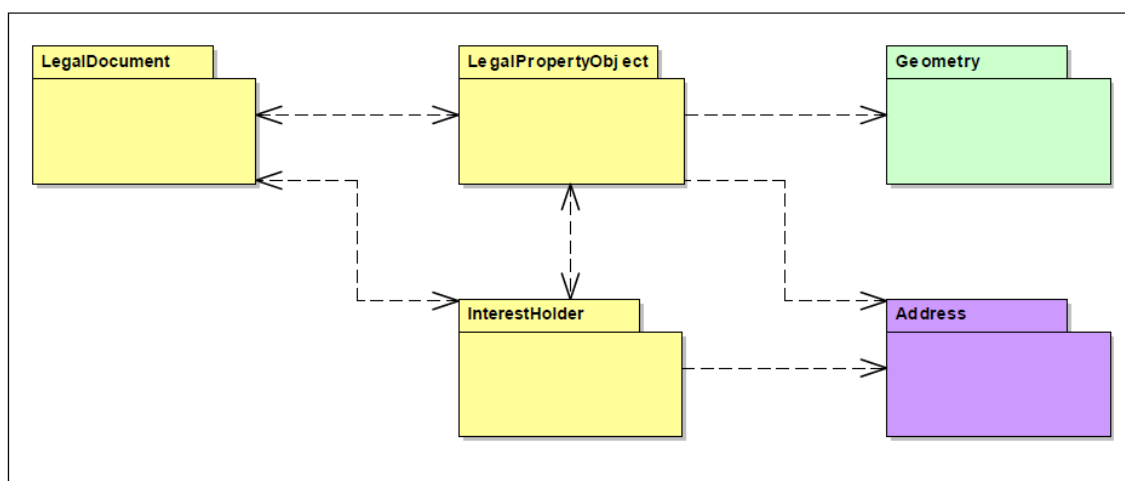 LegalDocument
LegalPropertyObject
Geometry
InterestHolder
Address